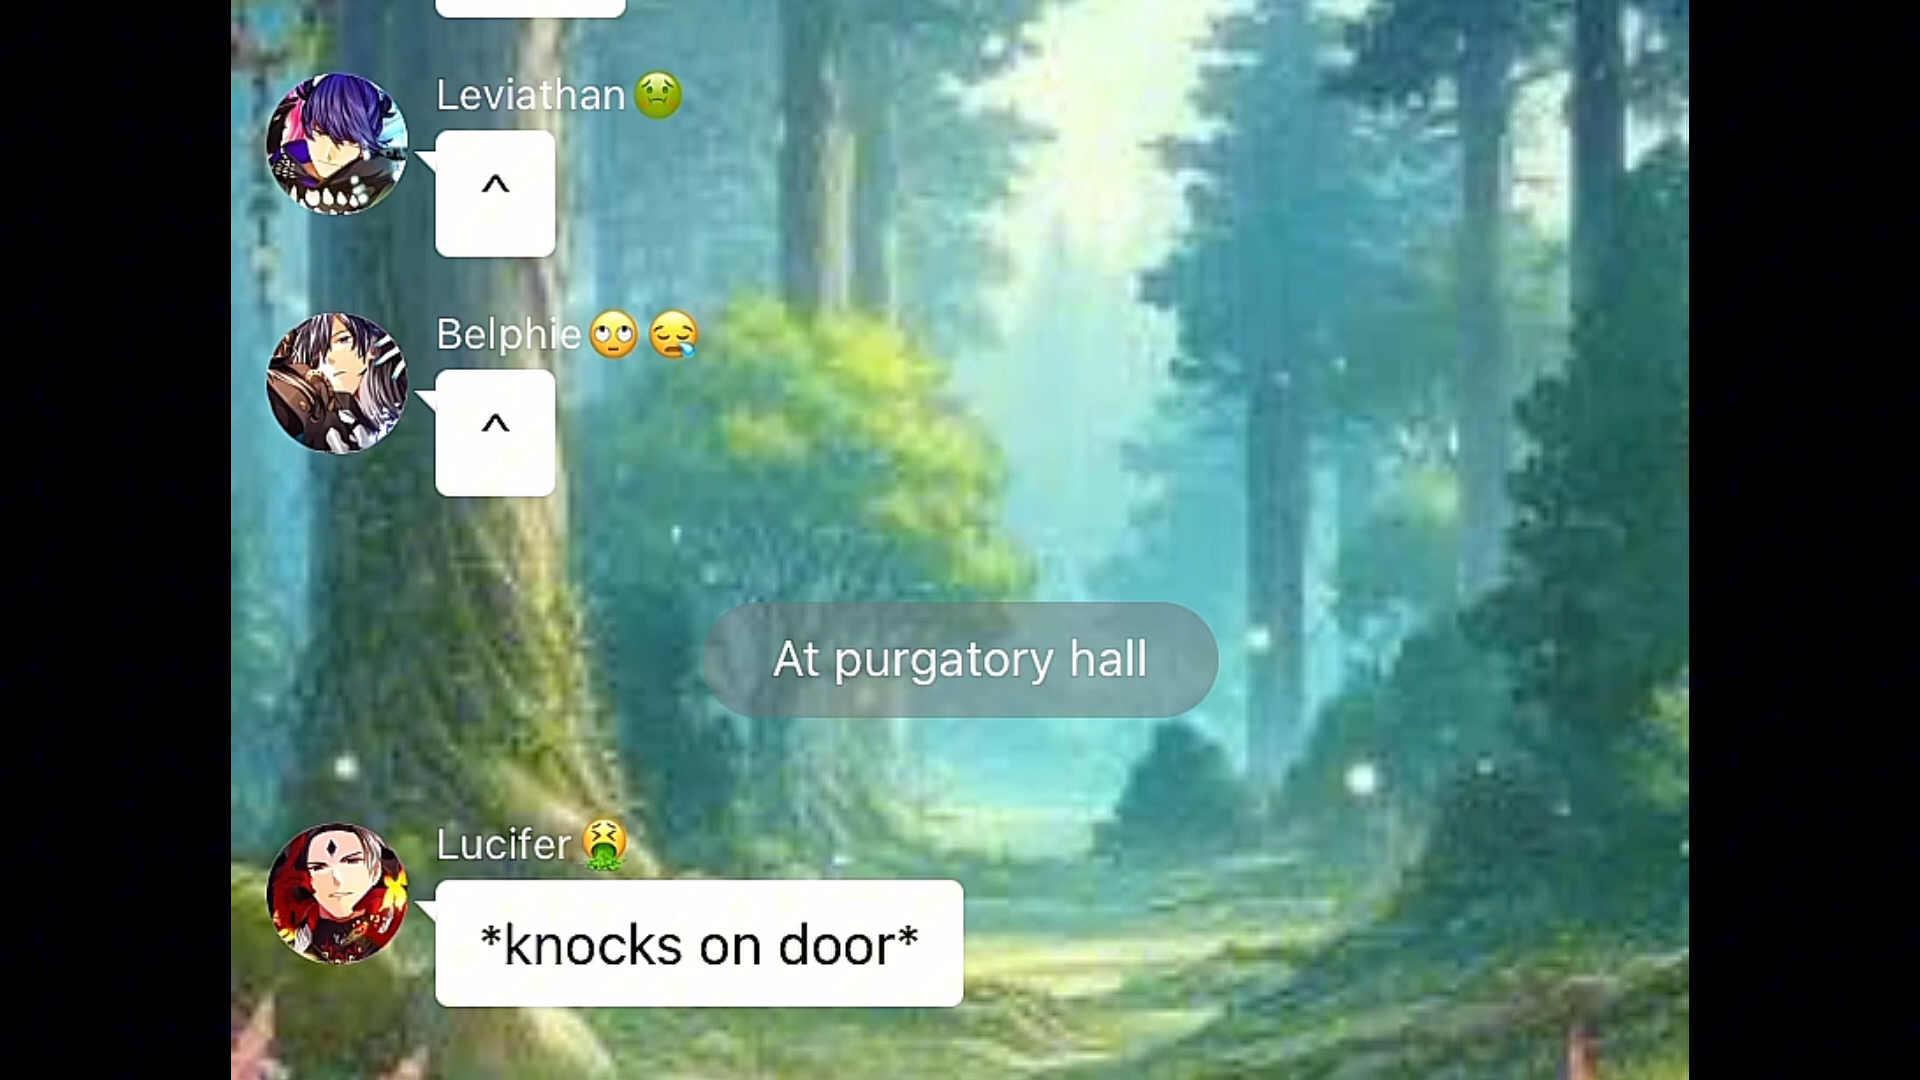 Leviathan🤢
^
Belphie🙄😪
^
At purgatory hall
Lucifer🤮
*knocks on door*